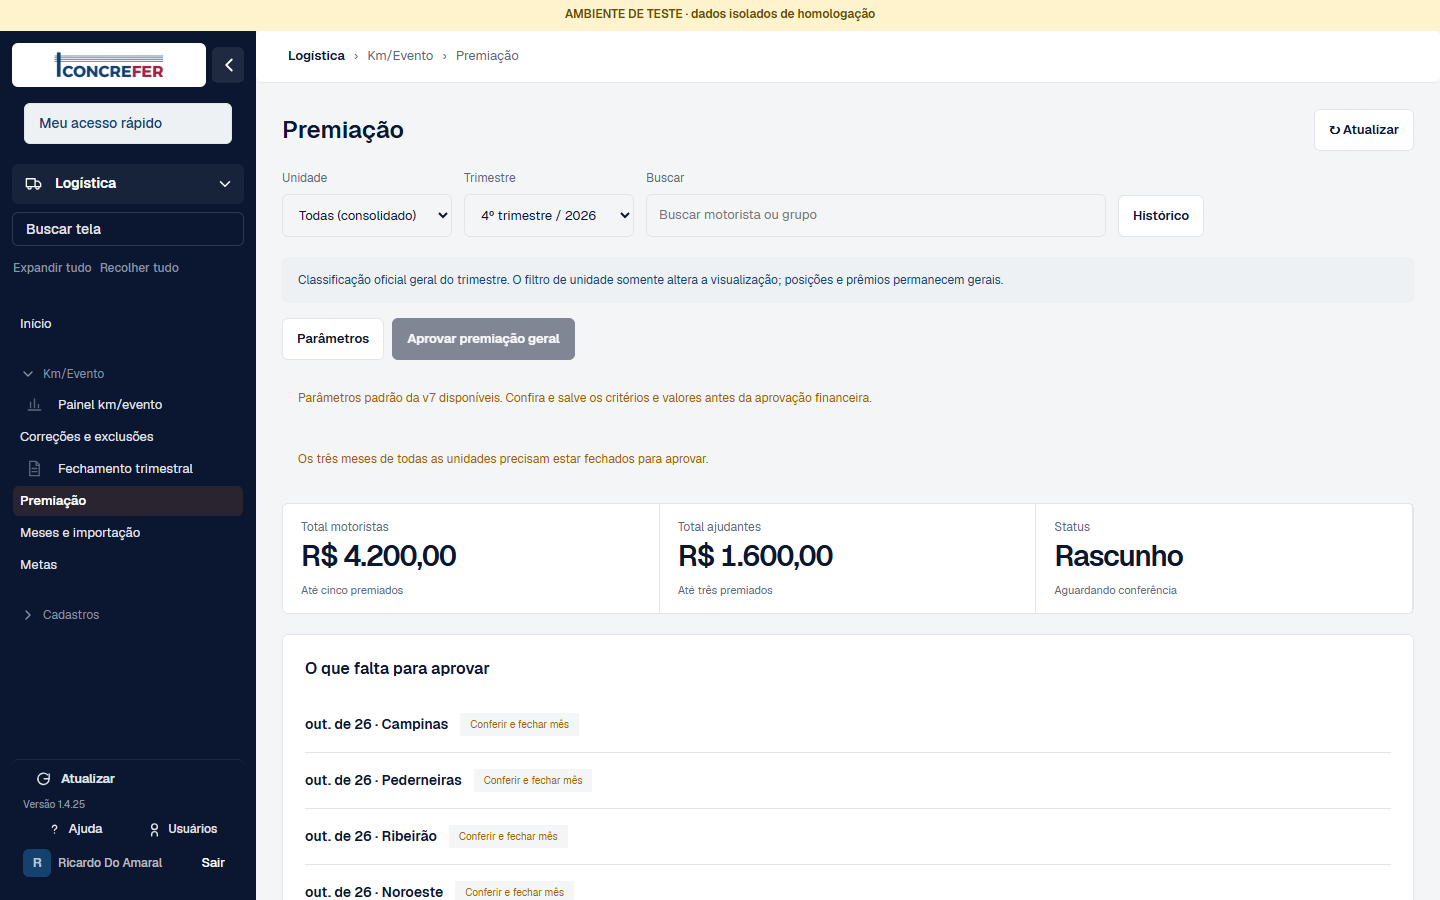 AMBIENTE DE TESTE · dados isolados de homologação
CONCREFER
Meu acesso rápido
Logística
Buscar tela
Expandir tudo Recolher tudo
Início
Km/Evento
Painel km/evento
Correções e exclusões
Fechamento trimestral
Premiação
Meses e importação
Metas
Cadastros
Atualizar
Versão 1.4.25
? Ajuda Usuários
R Ricardo Do Amaral Sair
Logística › Km/Evento › Premiação
Premiação
↻ Atualizar
Unidade Trimestre Buscar
Todas (consolidado) 4º trimestre / 2026 Buscar motorista ou grupo Histórico
Classificação oficial geral do trimestre. O filtro de unidade somente altera a visualização; posições e prêmios permanecem gerais.
Parâmetros Aprovar premiação geral
Parâmetros padrão da v7 disponíveis. Confira e salve os critérios e valores antes da aprovação financeira.
Os três meses de todas as unidades precisam estar fechados para aprovar.
Total motoristas
R$ 4.200,00
Até cinco premiados
Total ajudantes
R$ 1.600,00
Até três premiados
Status
Rascunho
Aguardando conferência
O que falta para aprovar
out. de 26 · Campinas Conferir e fechar mês
out. de 26 · Pederneiras Conferir e fechar mês
out. de 26 · Ribeirão Conferir e fechar mês
out. de 26 · Noroeste Conferir e fechar mês